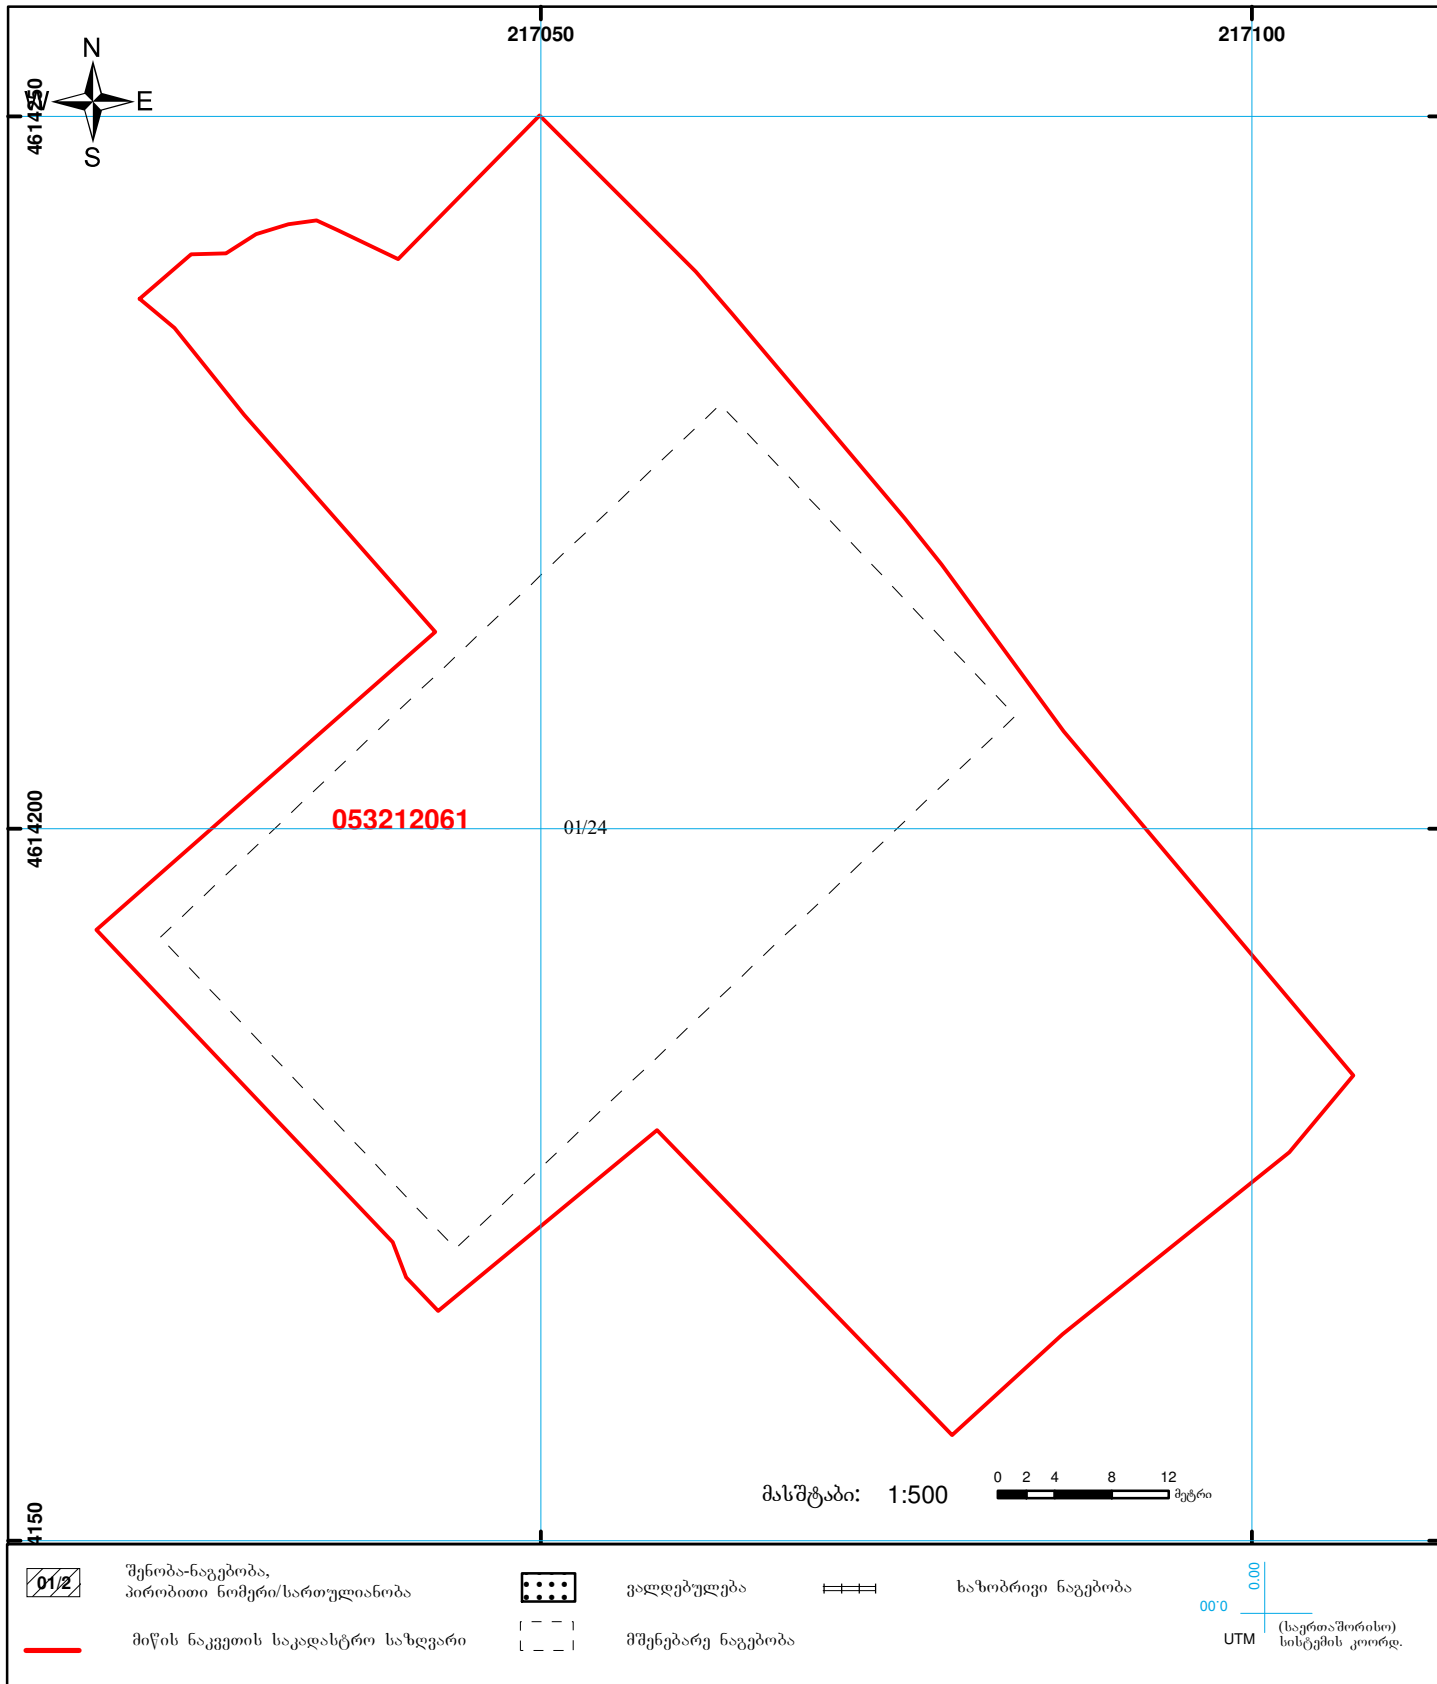 217050
217100
N
W
E
S
4614250
053212061
01/24
4614200
მასშტაბი: 1:500
0 2 4 8 12
მეტრი
4150
01/2
შენობა-ნაგებობა,
პირობითი ნომერი/სართულიანობა
ვალდებულება
ხაზობრივი ნაგებობა
მიწის ნაკვეთის საკადასტრო საზღვარი
მშენებარე ნაგებობა
0.00
00.0
UTM
(საერთაშორისო)
სისტემის კოორდ.